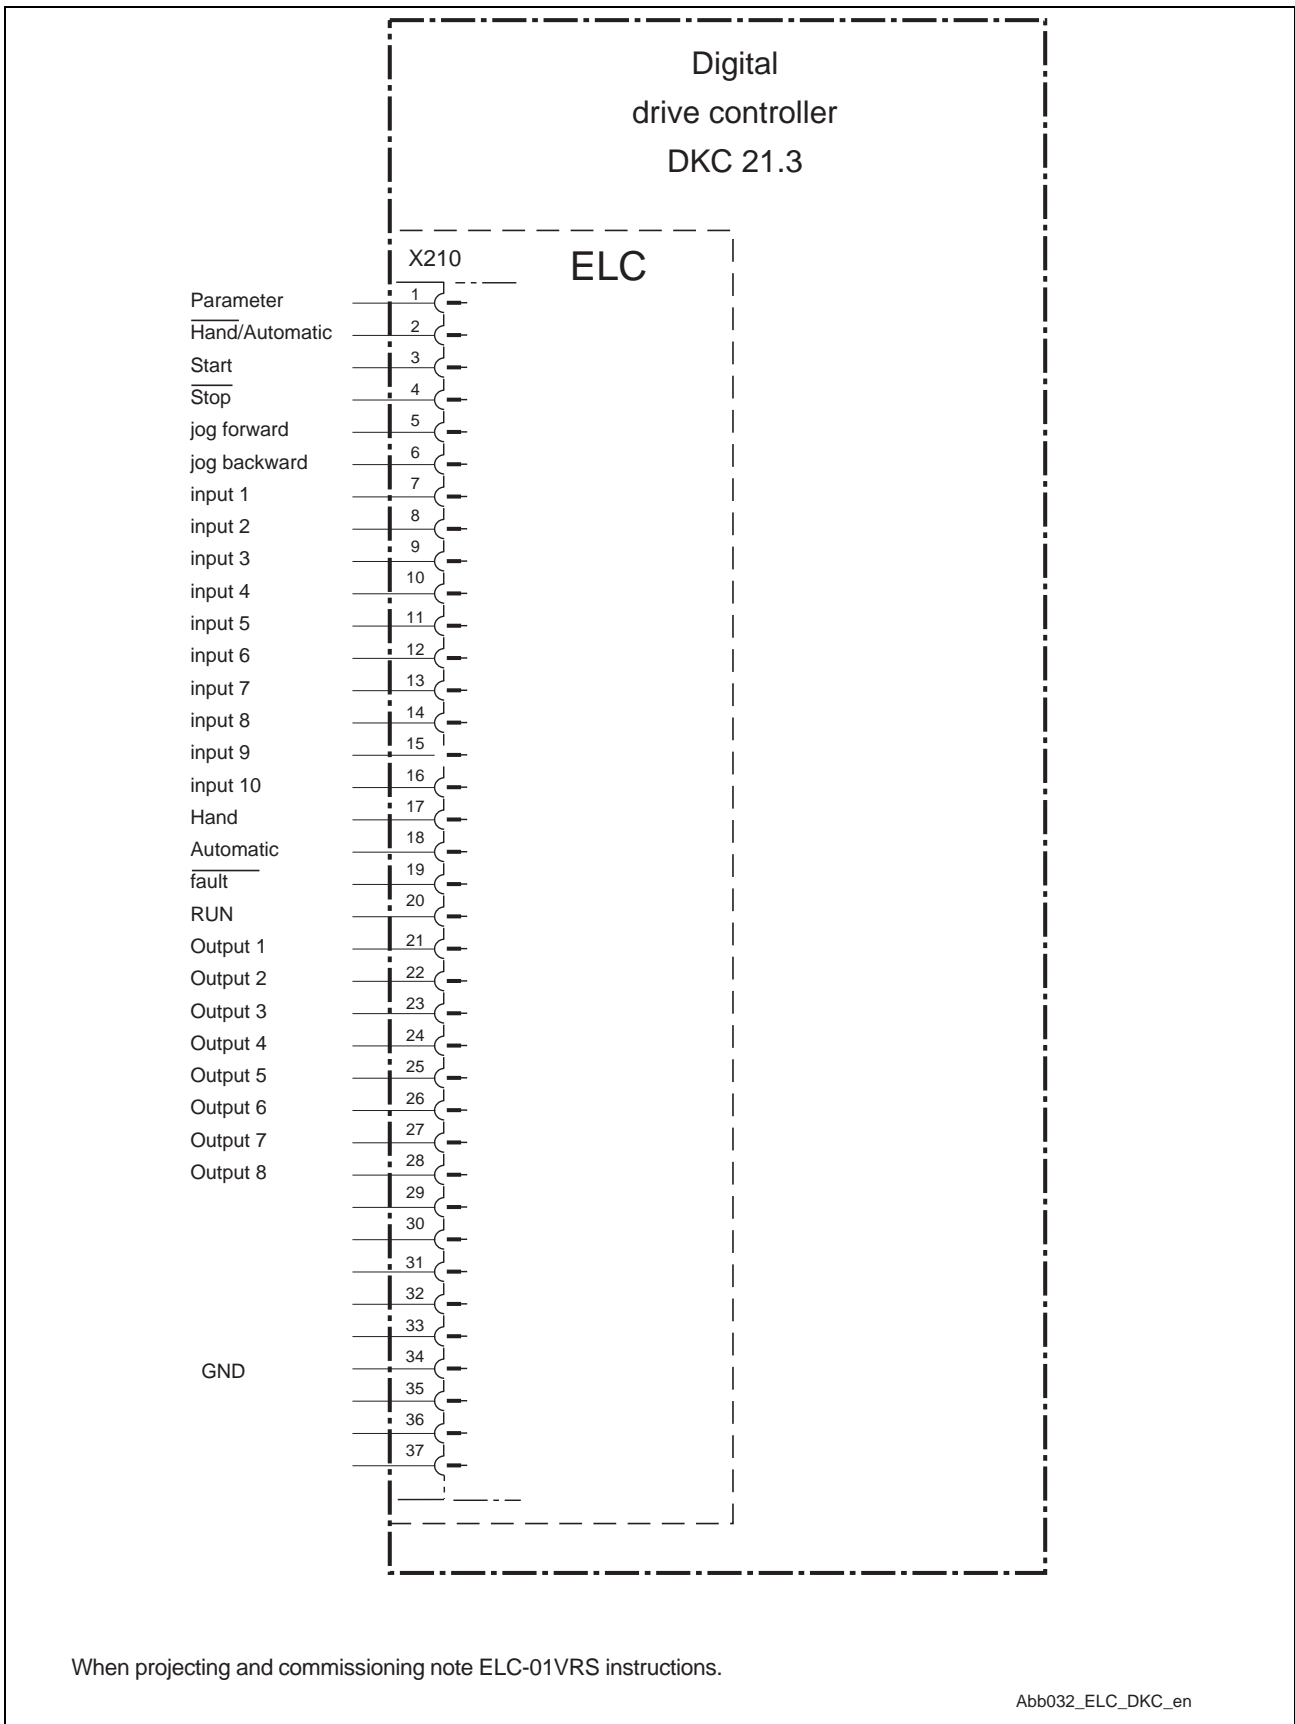 Digital
drive controller
DKC 21.3
X210
ELC
Parameter 1
Hand/Automatic 2
Start 3
Stop 4
jog forward 5
jog backward 6
input 1 7
input 2 8
input 3 9
input 4 10
input 5 11
input 6 12
input 7 13
input 8 14
input 9 15
input 10 16
Hand 17
Automatic 18
fault 19
RUN 20
Output 1 21
Output 2 22
Output 3 23
Output 4 24
Output 5 25
Output 6 26
Output 7 27
Output 8 28
29
30
31
32
33
GND 34
35
36
37
When projecting and commissioning note ELC-01VRS instructions.
Abb032_ELC_DKC_en